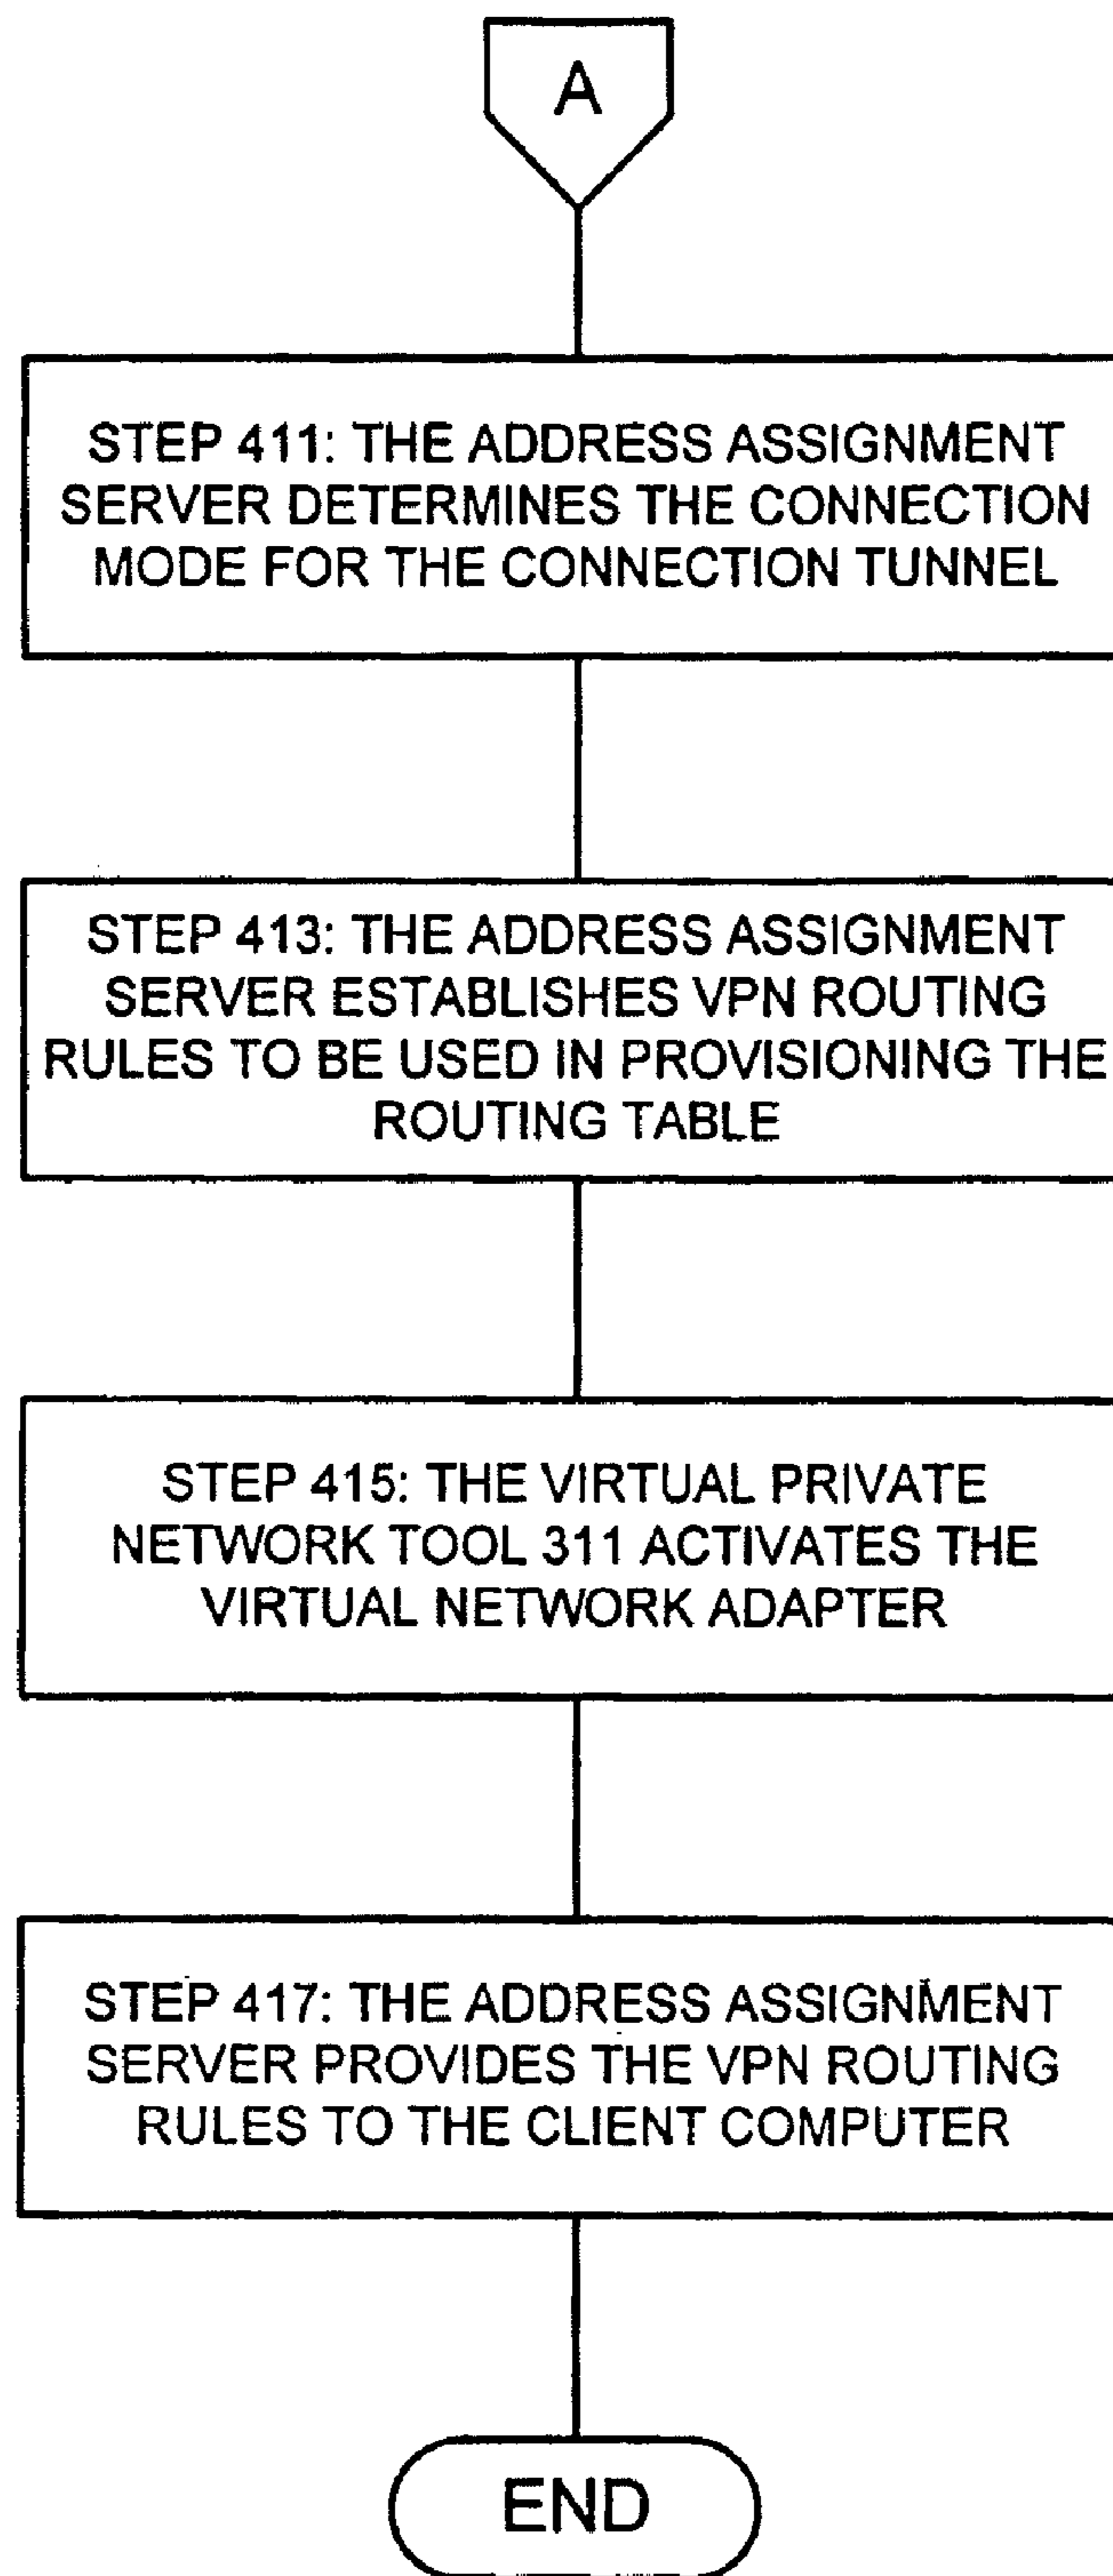 A
STEP 411: THE ADDRESS ASSIGNMENT
SERVER DETERMINES THE CONNECTION
MODE FOR THE CONNECTION TUNNEL
STEP 413: THE ADDRESS ASSIGNMENT
SERVER ESTABLISHES VPN ROUTING
RULES TO BE USED IN PROVISIONING THE
ROUTING TABLE
STEP 415: THE VIRTUAL PRIVATE
NETWORK TOOL 311 ACTIVATES THE
VIRTUAL NETWORK ADAPTER
STEP 417: THE ADDRESS ASSIGNMENT
SERVER PROVIDES THE VPN ROUTING
RULES TO THE CLIENT COMPUTER
END